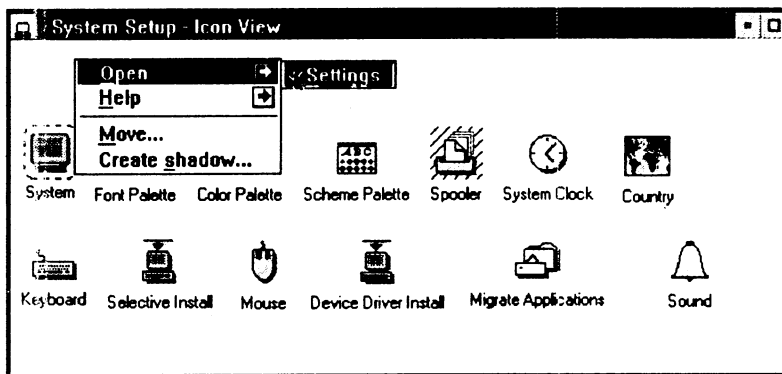 System Setup - Icon View
Open
Settings
Help
Move...
Create shadow...
ABC
System Font Palette Color Palette Scheme Palette Spooler System Clock Country
Keyboard Selective Install Mouse Device Driver Install Migrate Applications Sound